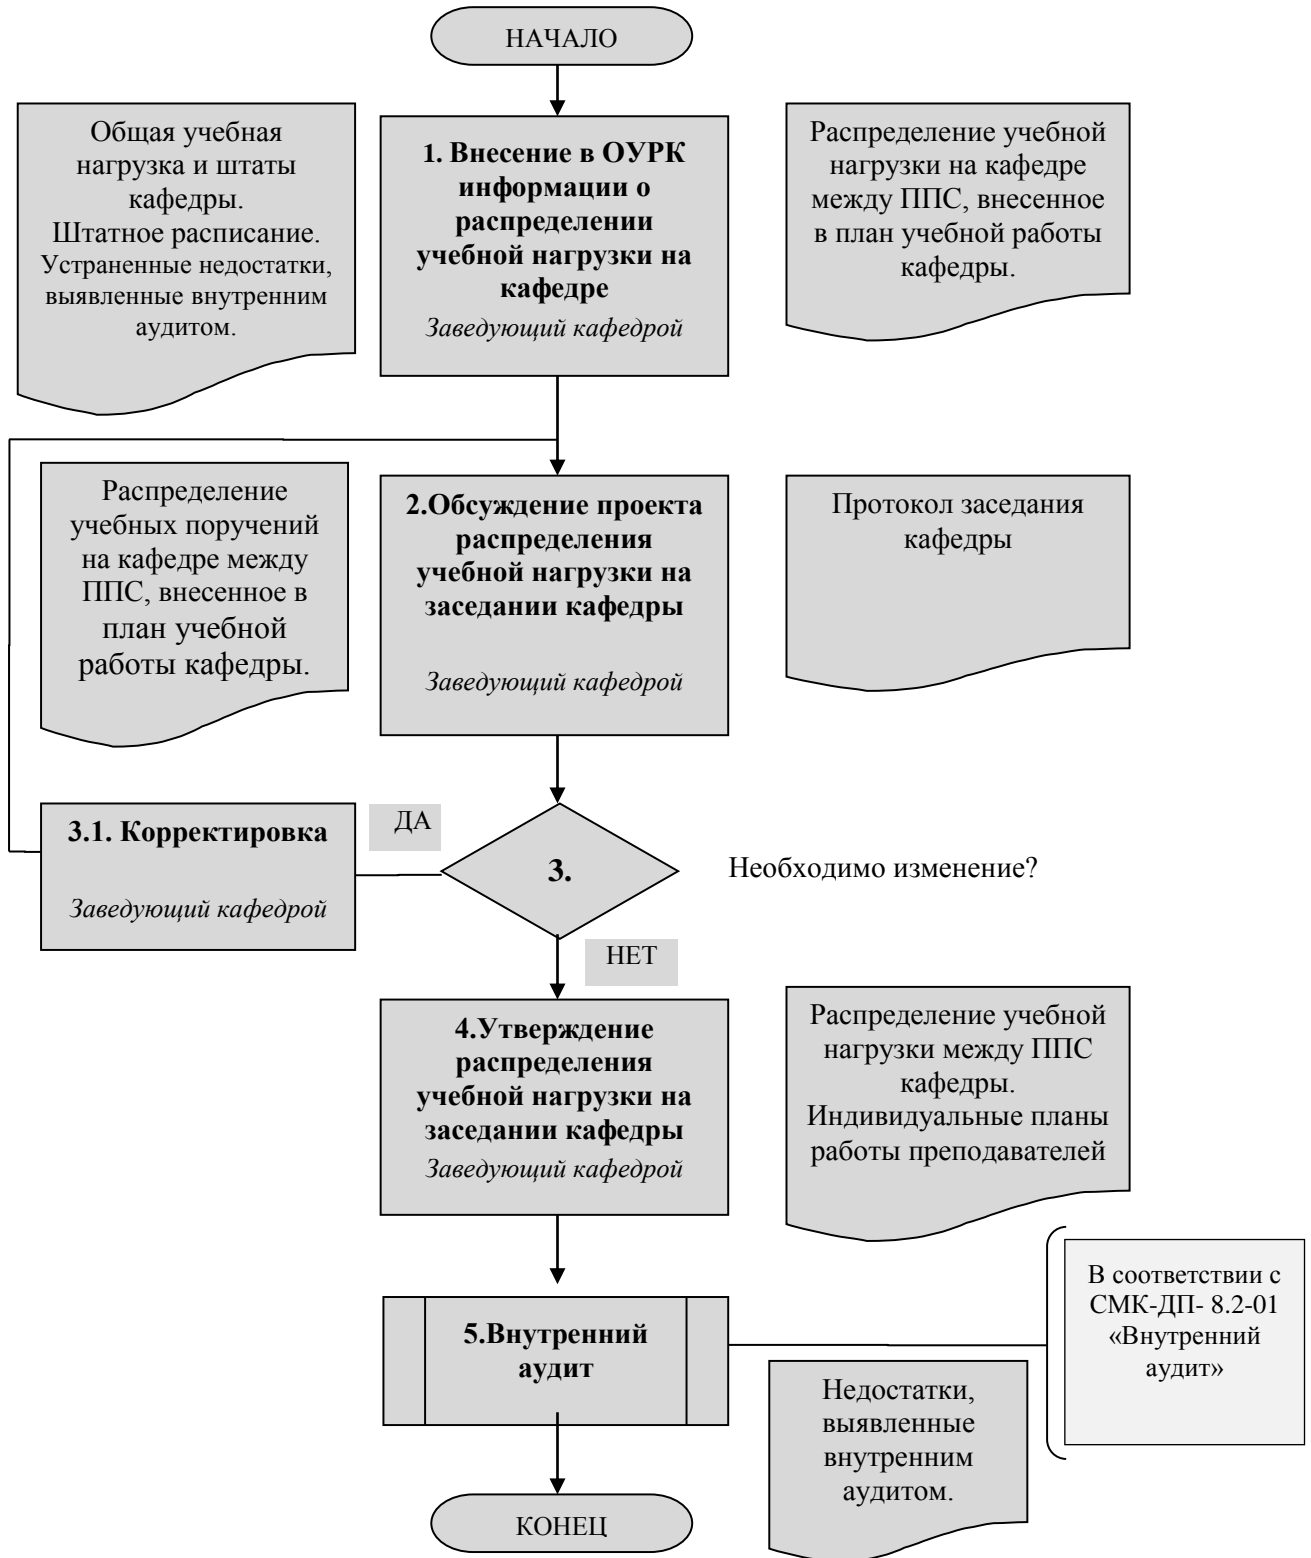 НАЧАЛО
Общая учебная
нагрузка и штаты
кафедры.
Штатное расписание.
Устраненные недостатки,
выявленные внутренним
аудитом.
1. Внесение в ОУРК
информации о
распределении
учебной нагрузки на
кафедре
Заведующий кафедрой
Распределение учебной
нагрузки на кафедре
между ППС, внесенное
в план учебной работы
кафедры.
Распределение
учебных поручений
на кафедре между
ППС, внесенное в
план учебной
работы кафедры.
2.Обсуждение проекта
распределения
учебной нагрузки на
заседании кафедры
Заведующий кафедрой
Протокол заседания
кафедры
3.1. Корректировка
Заведующий кафедрой
ДА
3.
Необходимо изменение?
НЕТ
4.Утверждение
распределения
учебной нагрузки на
заседании кафедры
Заведующий кафедрой
Распределение учебной
нагрузки между ППС
кафедры.
Индивидуальные планы
работы преподавателей
5.Внутренний
аудит
В соответствии с
СМК-ДП- 8.2-01
«Внутренний
аудит»
Недостатки,
выявленные
внутренним
аудитом.
КОНЕЦ